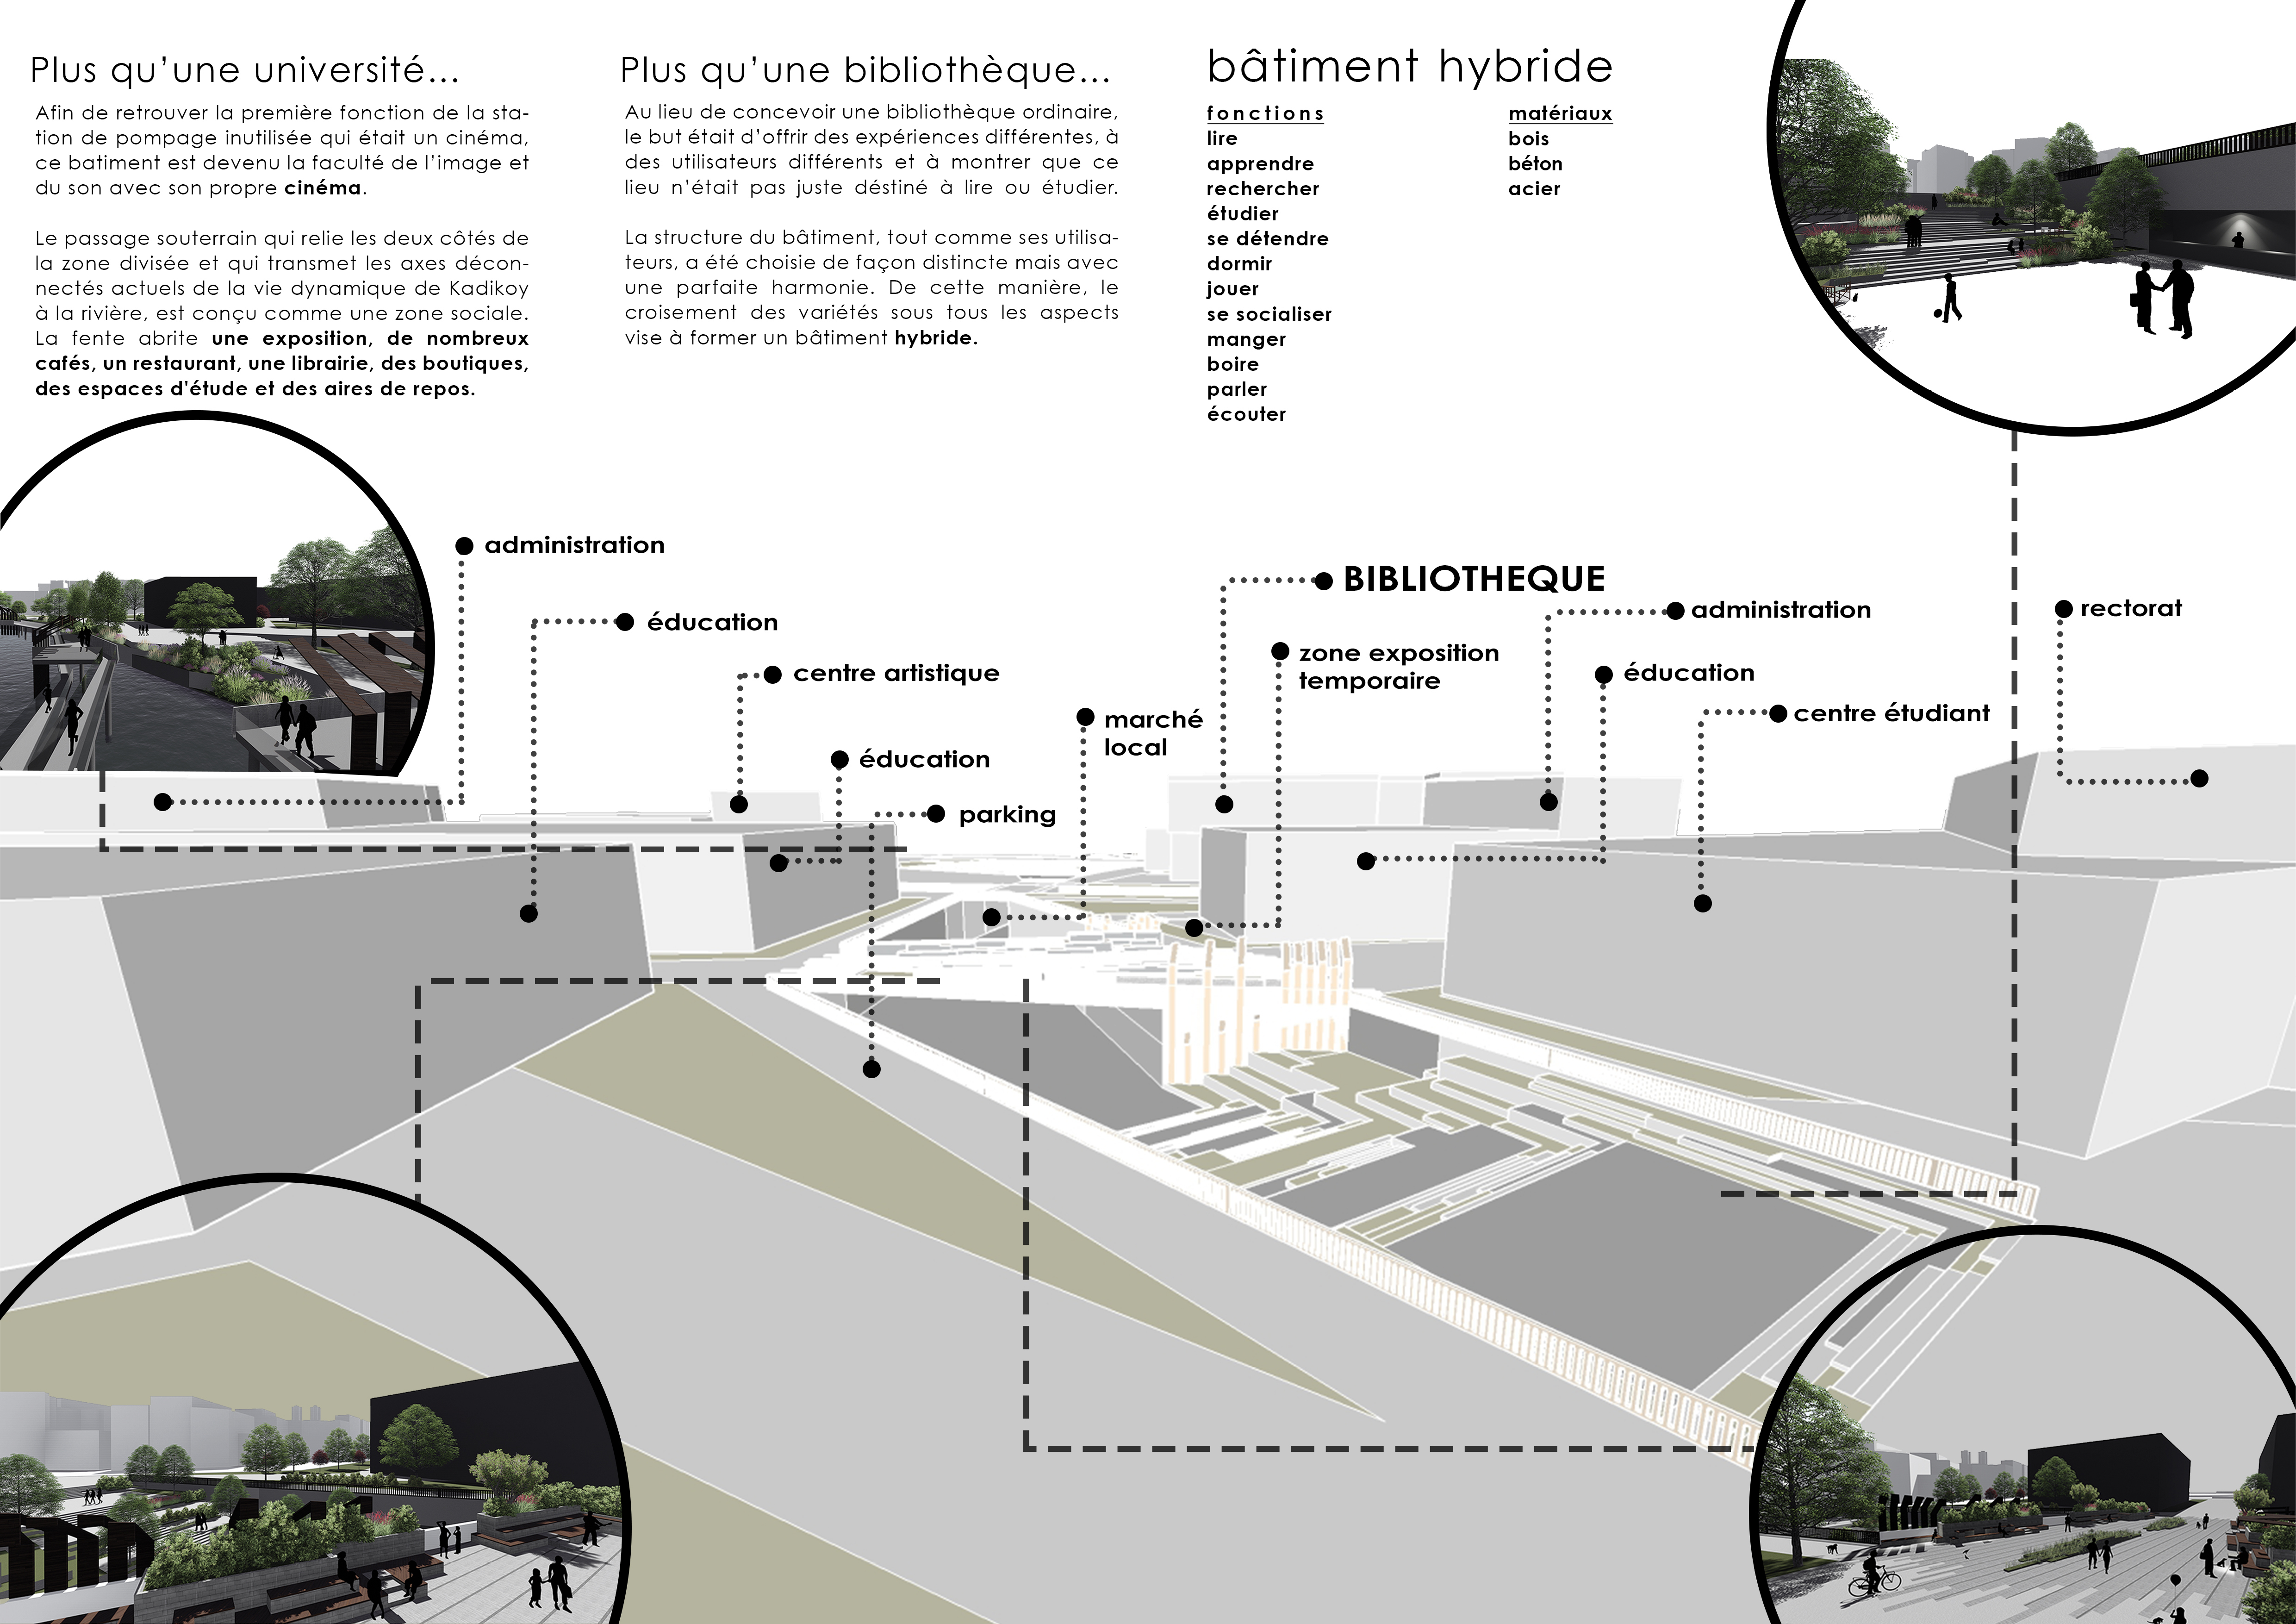 Plus qu'une université...
Afin de retrouver la première fonction de la sta-
tion de pompage inutilisée qui était un cinéma,
ce batiment est devenu la faculté de l'image et
du son avec son propre cinéma.
Le passage souterrain qui relie les deux côtés de
la zone divisée et qui transmet les axes décon-
nectés actuels de la vie dynamique de Kadikoy
à la rivière, est conçu comme une zone sociale.
La fente abrite une exposition, de nombreux
cafés, un restaurant, une librairie, des boutiques,
des espaces d'étude et des aires de repos.
Plus qu'une bibliothèque...
Au lieu de concevoir une bibliothèque ordinaire,
le but était d'offrir des expériences différentes, à
des utilisateurs différents et à montrer que ce
lieu n'était pas juste déstiné à lire ou étudier.
La structure du bâtiment, tout comme ses utilisa-
teurs, a été choisie de façon distincte mais avec
une parfaite harmonie. De cette manière, le
croisement des variétés sous tous les aspects
vise à former un bâtiment hybride.
bâtiment hybride
fonctions
lire
apprendre
rechercher
étudier
se détendre
dormir
jouer
se socialiser
manger
boire
parler
écouter
matériaux
bois
béton
acier
administration
éducation
centre artistique
éducation
parking
marché
local
BIBLIOTHEQUE
zone exposition
temporaire
administration
éducation
centre étudiant
rectorat